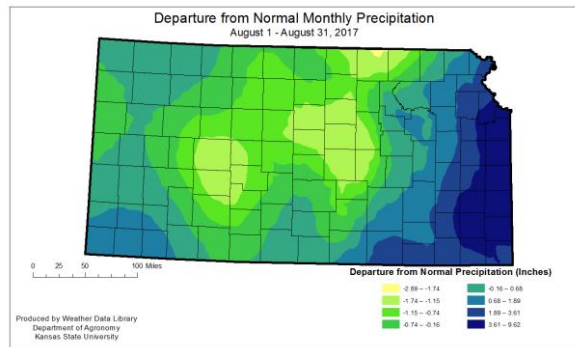 Departure from Normal Monthly Precipitation
August 1 - August 31, 2017
0 25 50 100 Miles
Departure from Normal Precipitation (Inches)
-2.89 - -1.74
-1.74 - -1.15
-1.15 - -0.74
-0.74 - -0.16
-0.16 - 0.68
0.68 - 1.89
1.89 - 3.61
3.61 - 9.62
Produced by Weather Data Library
Department of Agronomy
Kansas State University